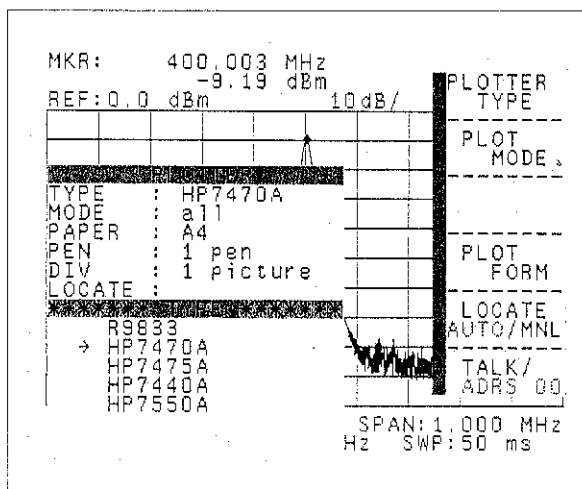 MKR: 400.003 MHz
-9.19 dBm
REF:0.0 dBm 10dB/
TYPE : HP7470A
MODE : all
PAPER : A4
PEN : 1 pen
DIV : 1 picture
LOCATE :
R9833
→ HP7470A
HP7475A
HP7440A
HP7550A
PLOTTER
TYPE
PLOT
MODE
PLOT
FORM
LOCATE
AUTO/MNL
TALK/
ADRS 00
SPAN:1.000 MHz
Hz SWP:50 ms